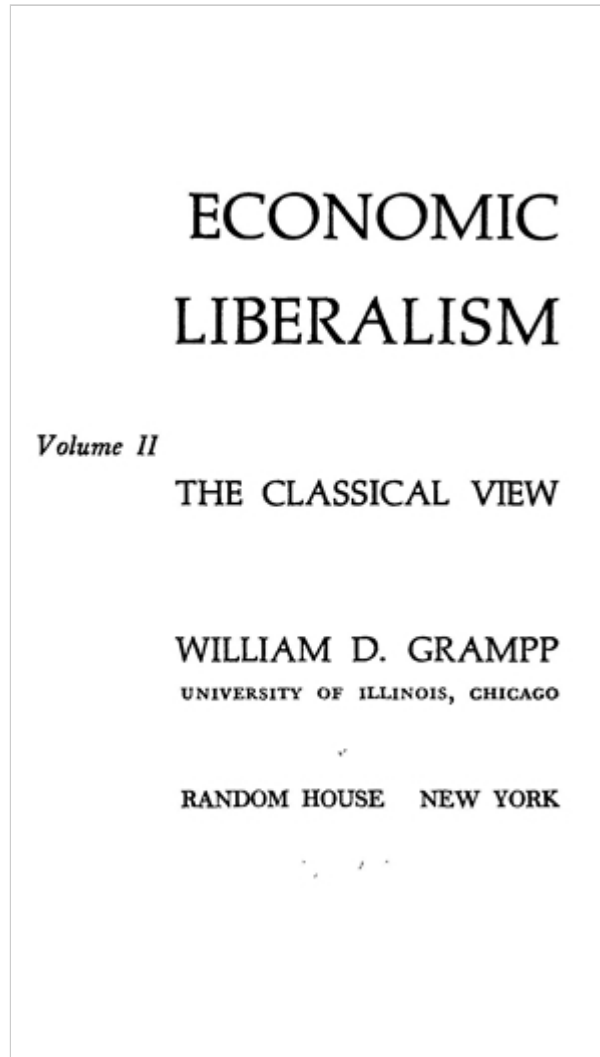 ECONOMIC
LIBERALISM
Volume II
THE CLASSICAL VIEW
WILLIAM D. GRAMPP
UNIVERSITY OF ILLINOIS, CHICAGO
RANDOM HOUSE NEW YORK